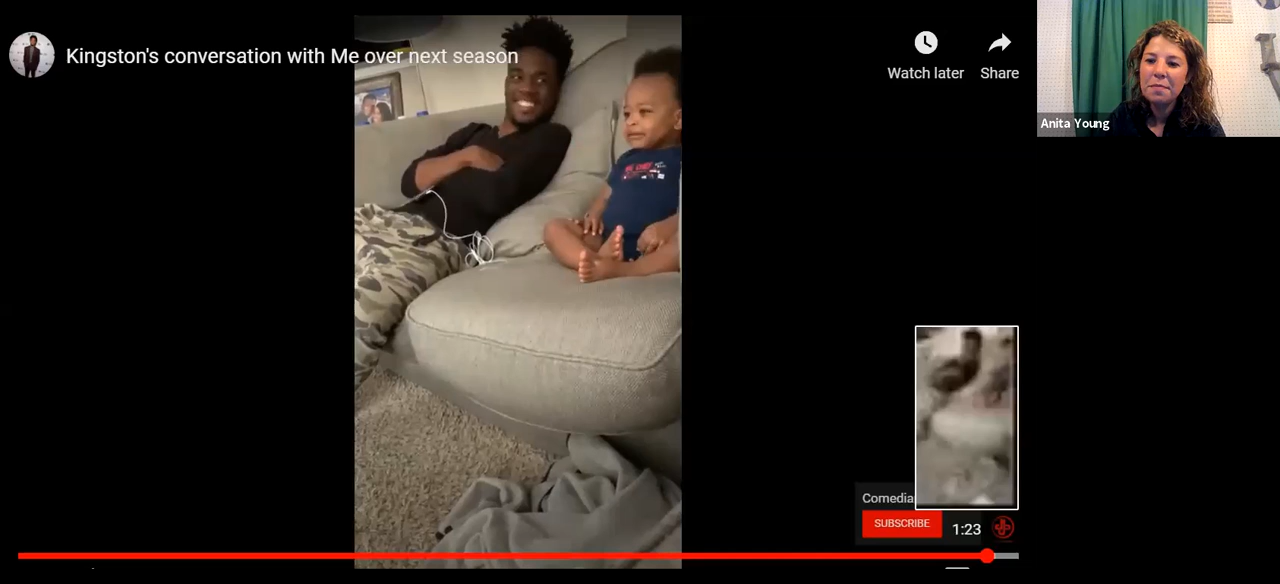 Kingston's conversation with Me over next season
Watch later
Share
Anita Young
Comedia
SUBSCRIBE
1:23